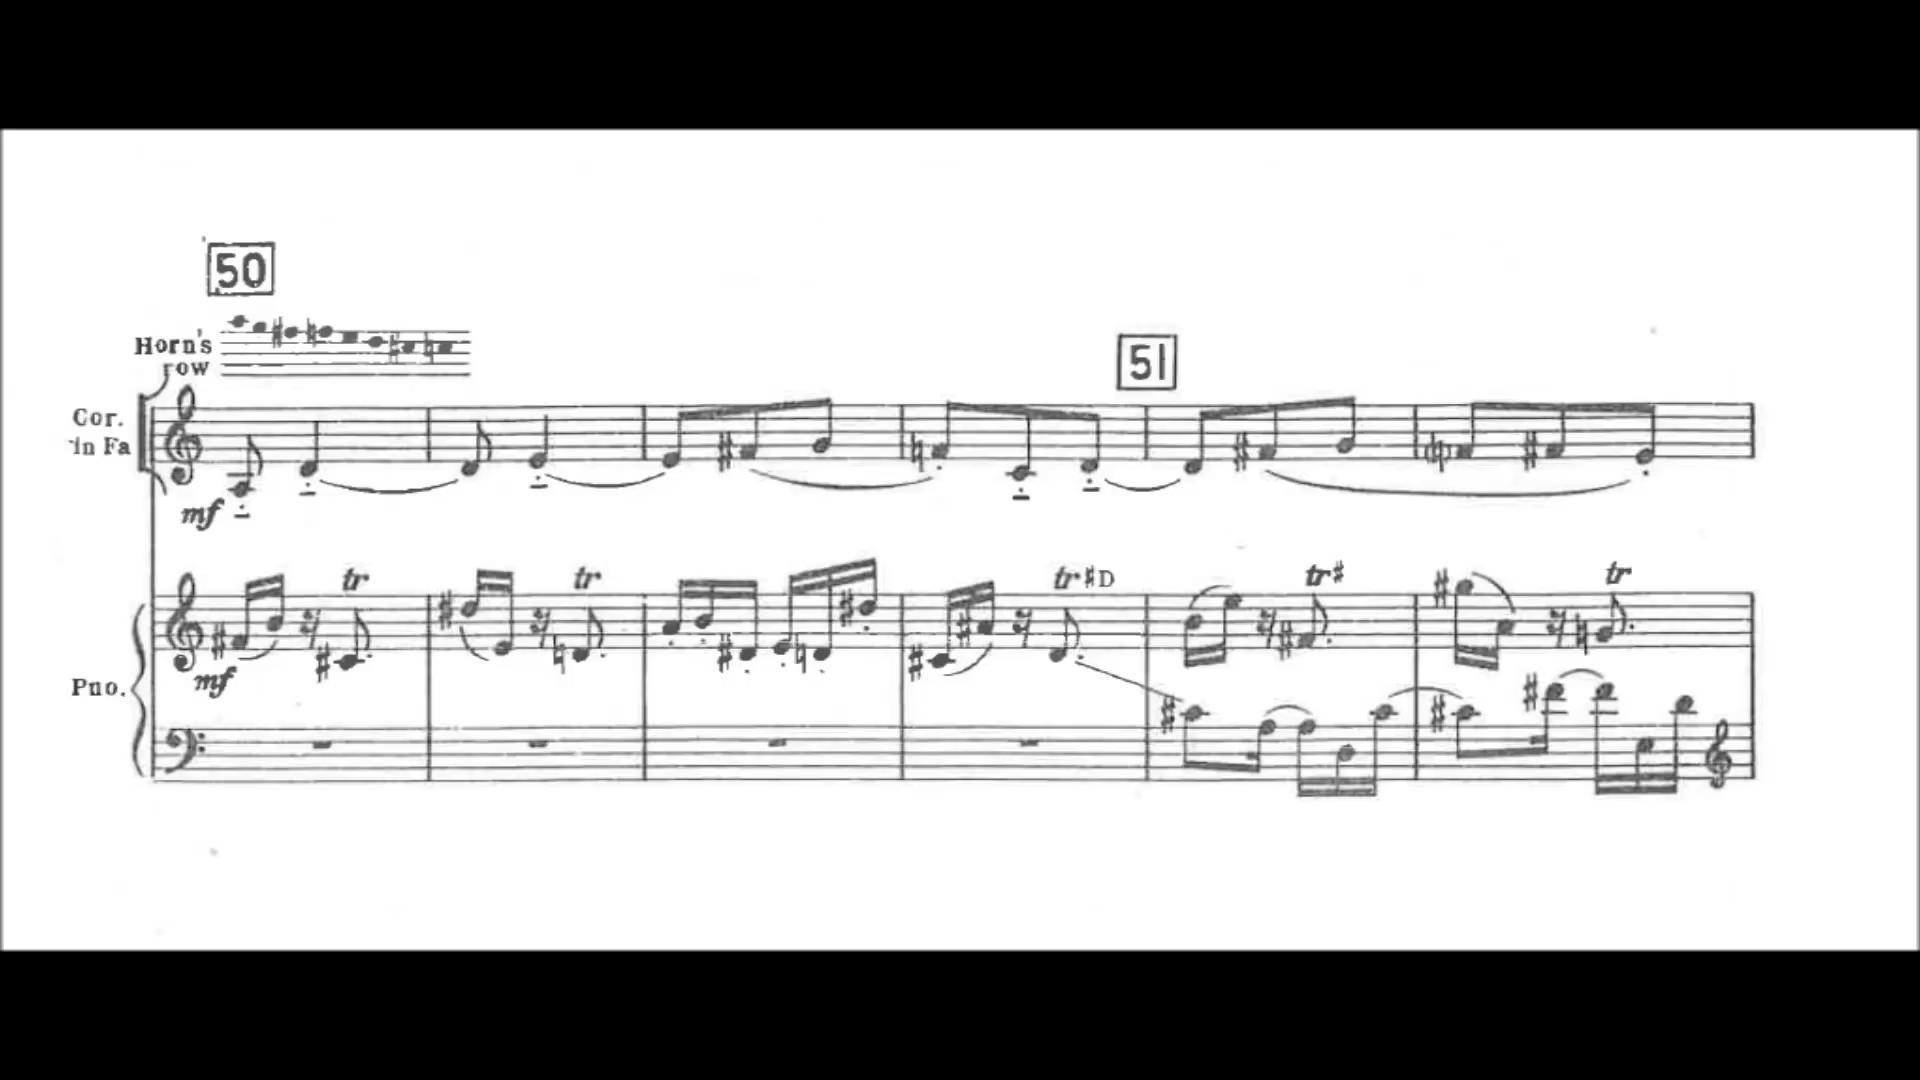 50
Horn's
row
51
Cor.
in Fa
mf
tr
tr
tr#D
tr#
tr
mf
Pno.